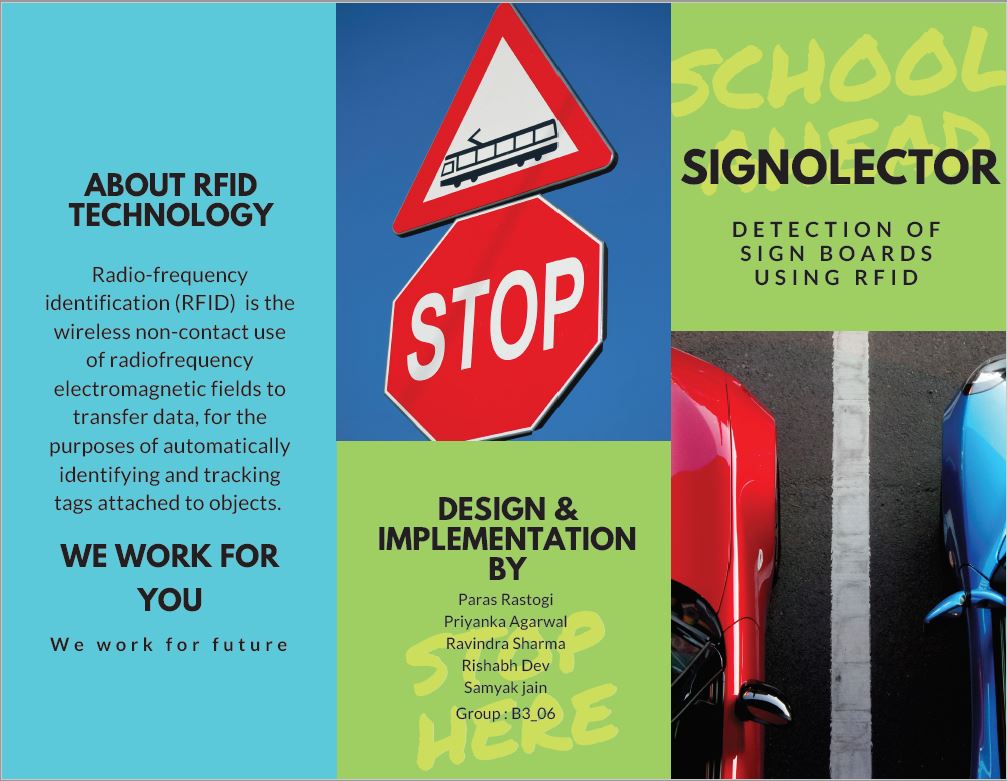 ABOUT RFID
TECHNOLOGY
Radio-frequency
identification (RFID) is the
wireless non-contact use
of radiofrequency
electromagnetic fields to
transfer data, for the
purposes of automatically
identifying and tracking
tags attached to objects.
WE WORK FOR
YOU
We work for future
STOP
DESIGN &
IMPLEMENTATION
BY
Paras Rastogi
Priyanka Agarwal
Ravindra Sharma
Rishabh Dev
Samyak jain
Group : B3_06
STOP
HERE
SCHOOL
AHEAD
SIGNOLECTOR
DETECTION OF
SIGN BOARDS
USING RFID